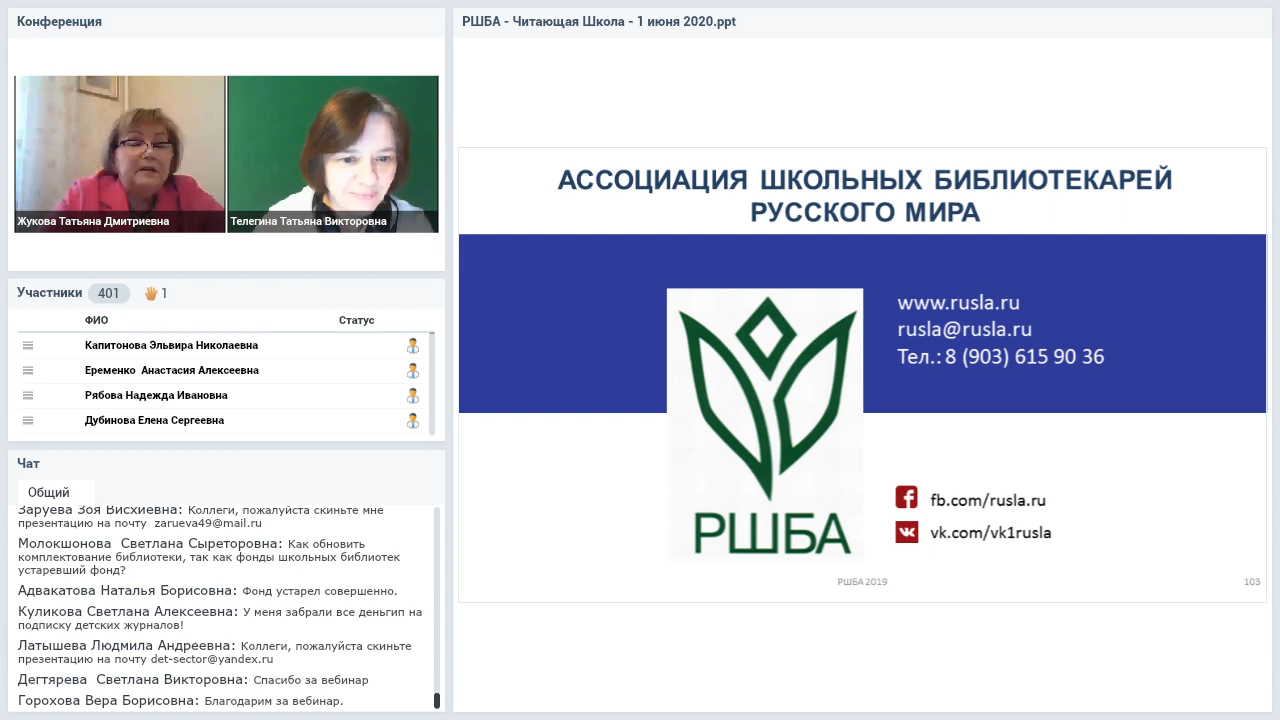 Конференция
Жукова Татьяна Дмитриевна
Телегина Татьяна Викторовна
Участники 401 1
ФИО Статус
Капитонова Эльвира Николаевна
Еременко Анастасия Алексеевна
Рябова Надежда Ивановна
Дубинова Елена Сергеевна
Чат
Общий
Заруева Зоя Висхиевна: Коллеги, пожалуйста скиньте мне
презентацию на почту zarueva49@mail.ru
Молокшонова Светлана Сыреторовна: Как обновить
комплектование библиотеки, так как фонды школьных библиотек
устаревший фонд?
Адвакатова Наталья Борисовна: Фонд устарел совершенно.
Куликова Светлана Алексеевна: У меня забрали все деньгип на
подписку детских журналов!
Латышева Людмила Андреевна: Коллеги, пожалуйста скиньте
презентацию на почту det-sector@yandex.ru
Дегтярева Светлана Викторовна: Спасибо за вебинар
Горохова Вера Борисовна: Благодарим за вебинар.
РШБА - Читающая Школа - 1 июня 2020.ppt
АССОЦИАЦИЯ ШКОЛЬНЫХ БИБЛИОТЕКАРЕЙ
РУССКОГО МИРА
www.rusla.ru
rusla@rusla.ru
Тел.: 8 (903) 615 90 36
РШБА
fb.com/rusla.ru
vk.com/vk1rusla
РШБА 2019
103